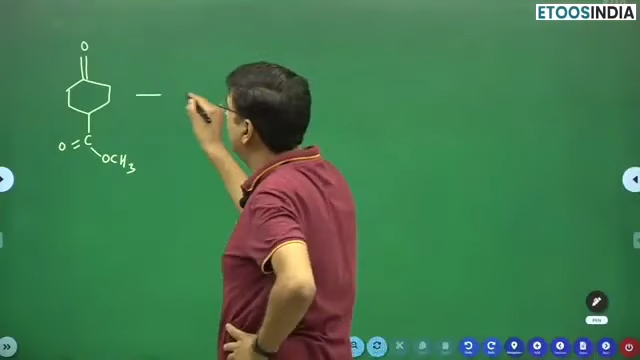 ETOOSINDIA
O
O = C
OCH3
PEN